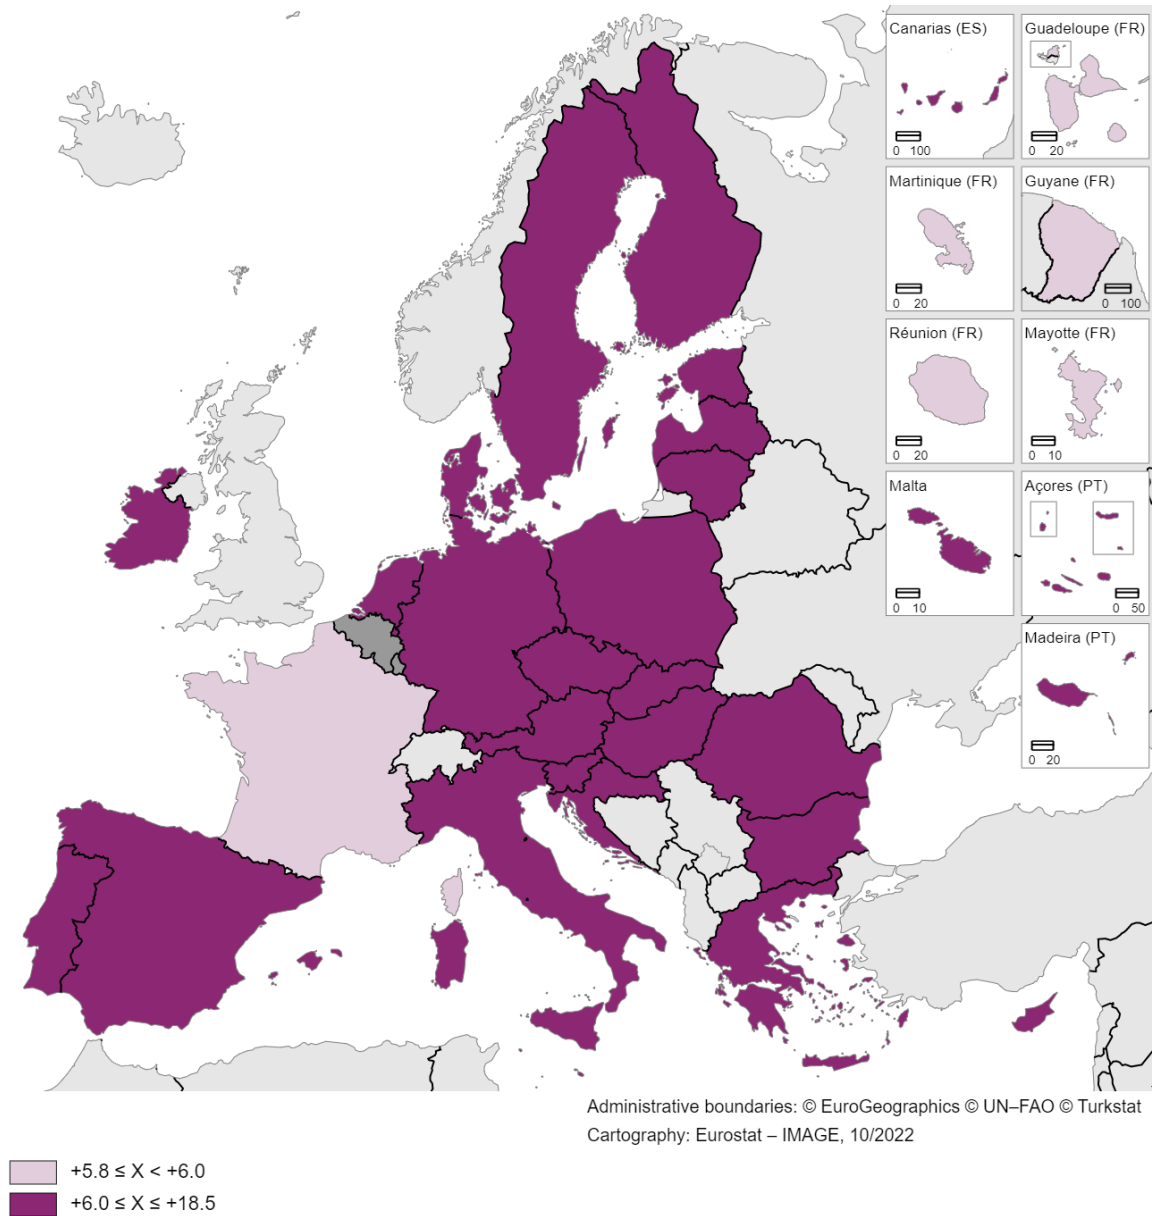 Canarias (ES)
0 100
Guadeloupe (FR)
0 20
Martinique (FR)
0 20
Guyane (FR)
0 100
Réunion (FR)
0 20
Mayotte (FR)
0 10
Malta
0 10
Açores (PT)
0 50
Madeira (PT)
0 20
Administrative boundaries: © EuroGeographics © UN–FAO © Turkstat
Cartography: Eurostat – IMAGE, 10/2022
+5.8 ≤ X < +6.0
+6.0 ≤ X ≤ +18.5